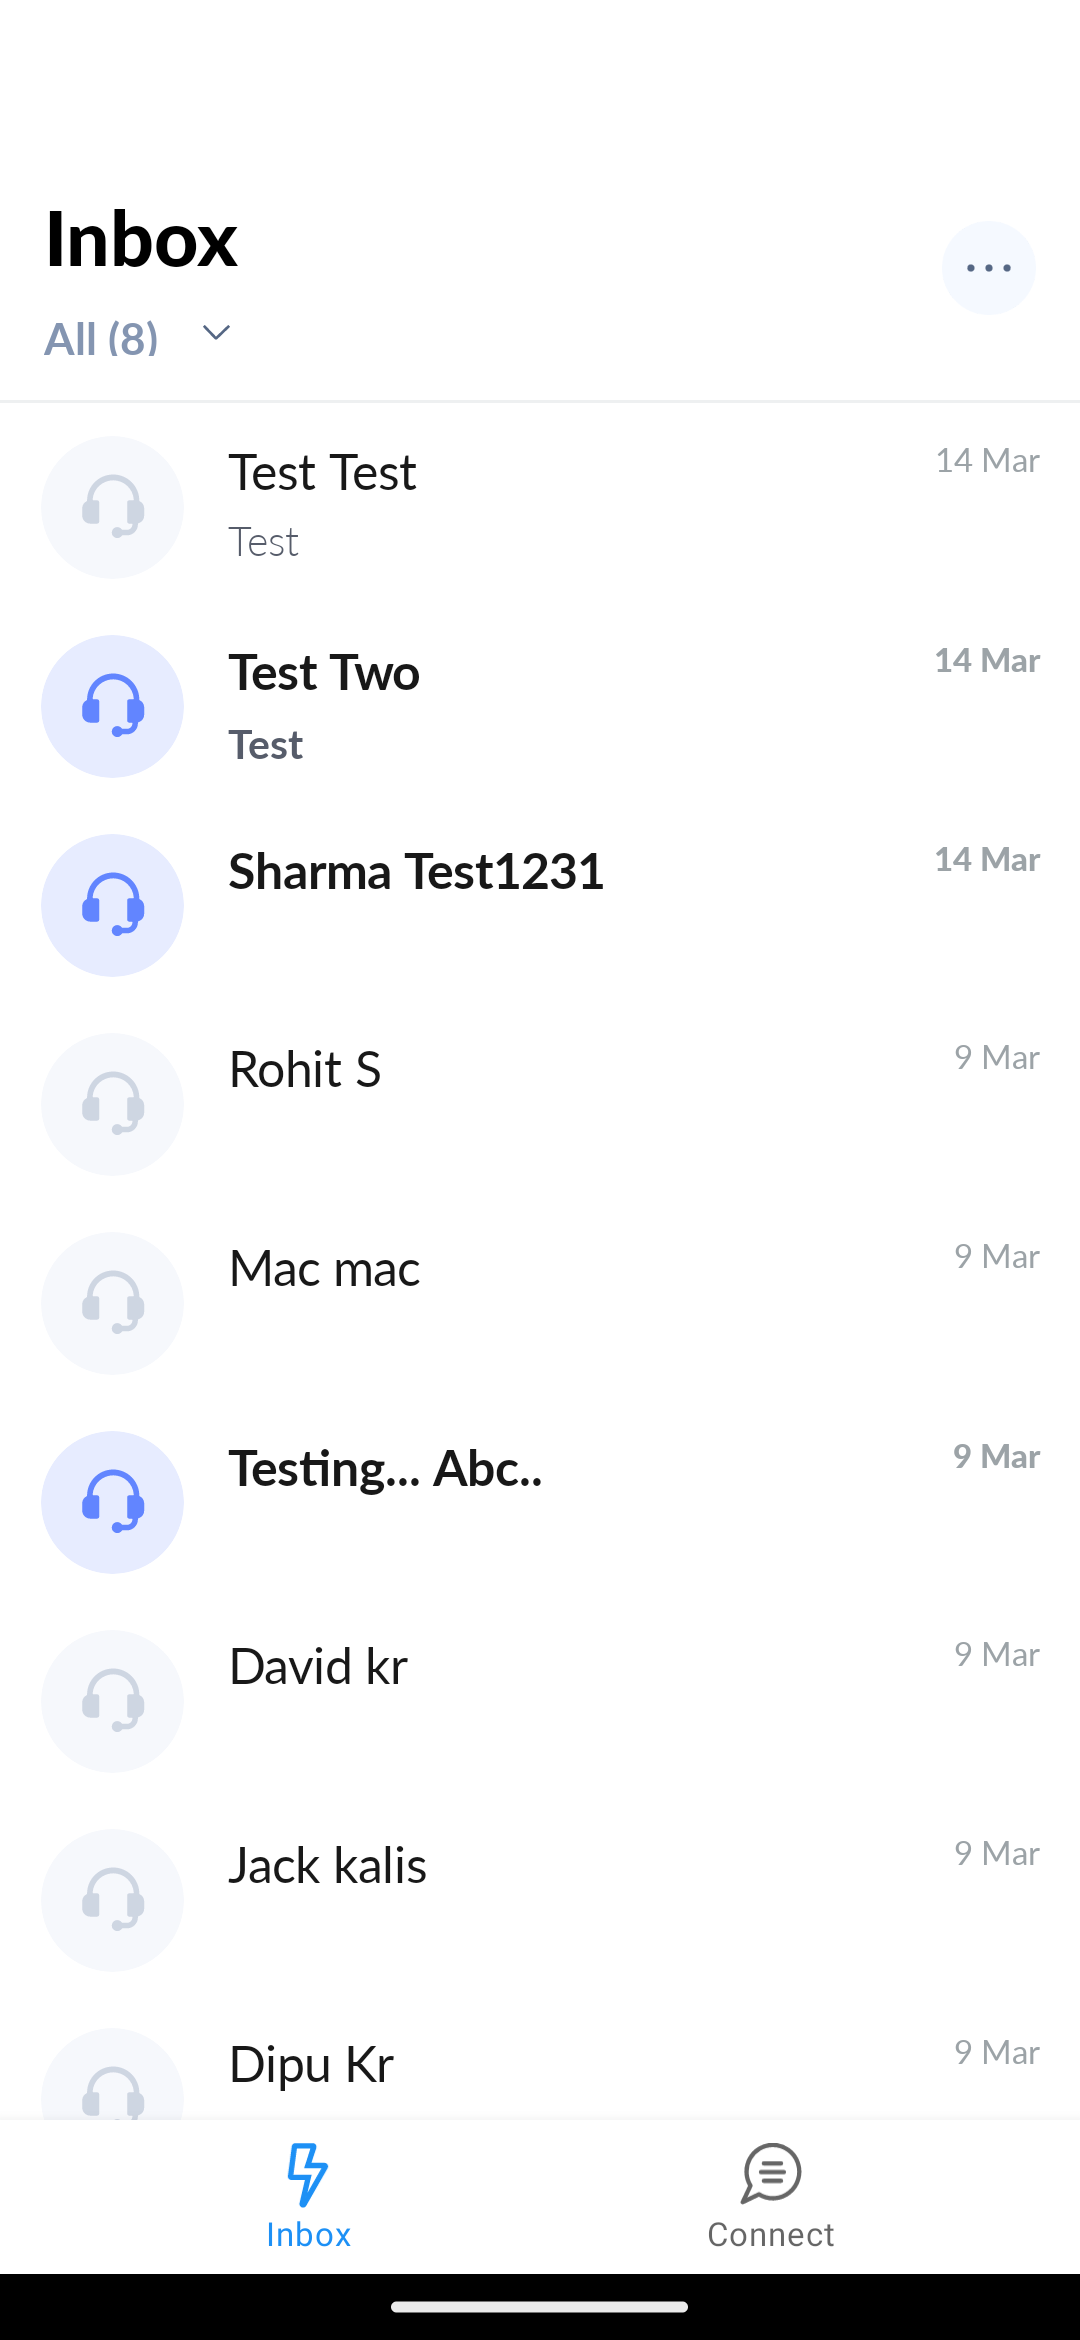 Inbox
All (8)
Test Test
14 Mar
Test
Test Two
14 Mar
Test
Sharma Test1231
14 Mar
Rohit S
9 Mar
Mac mac
9 Mar
Testing... Abc..
9 Mar
David kr
9 Mar
Jack kalis
9 Mar
Dipu Kr
9 Mar
Inbox
Connect